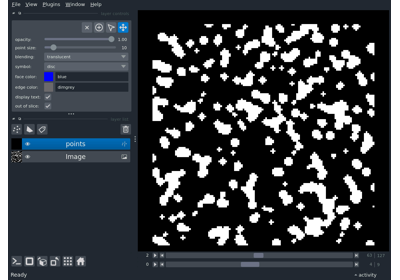 File View Plugins Window Help
opacity: 1.00
point size: 10
blending: translucent
symbol: disc
face color: blue
edge color: dimgrey
display text:
out of slice:
points
Image
2
0
Ready
activity